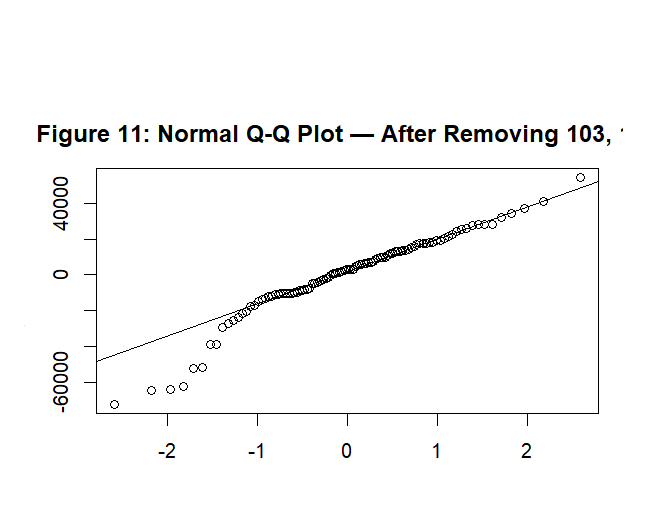 Figure 11: Normal Q-Q Plot — After Removing 103,
40000
0
-60000
-2 -1 0 1 2